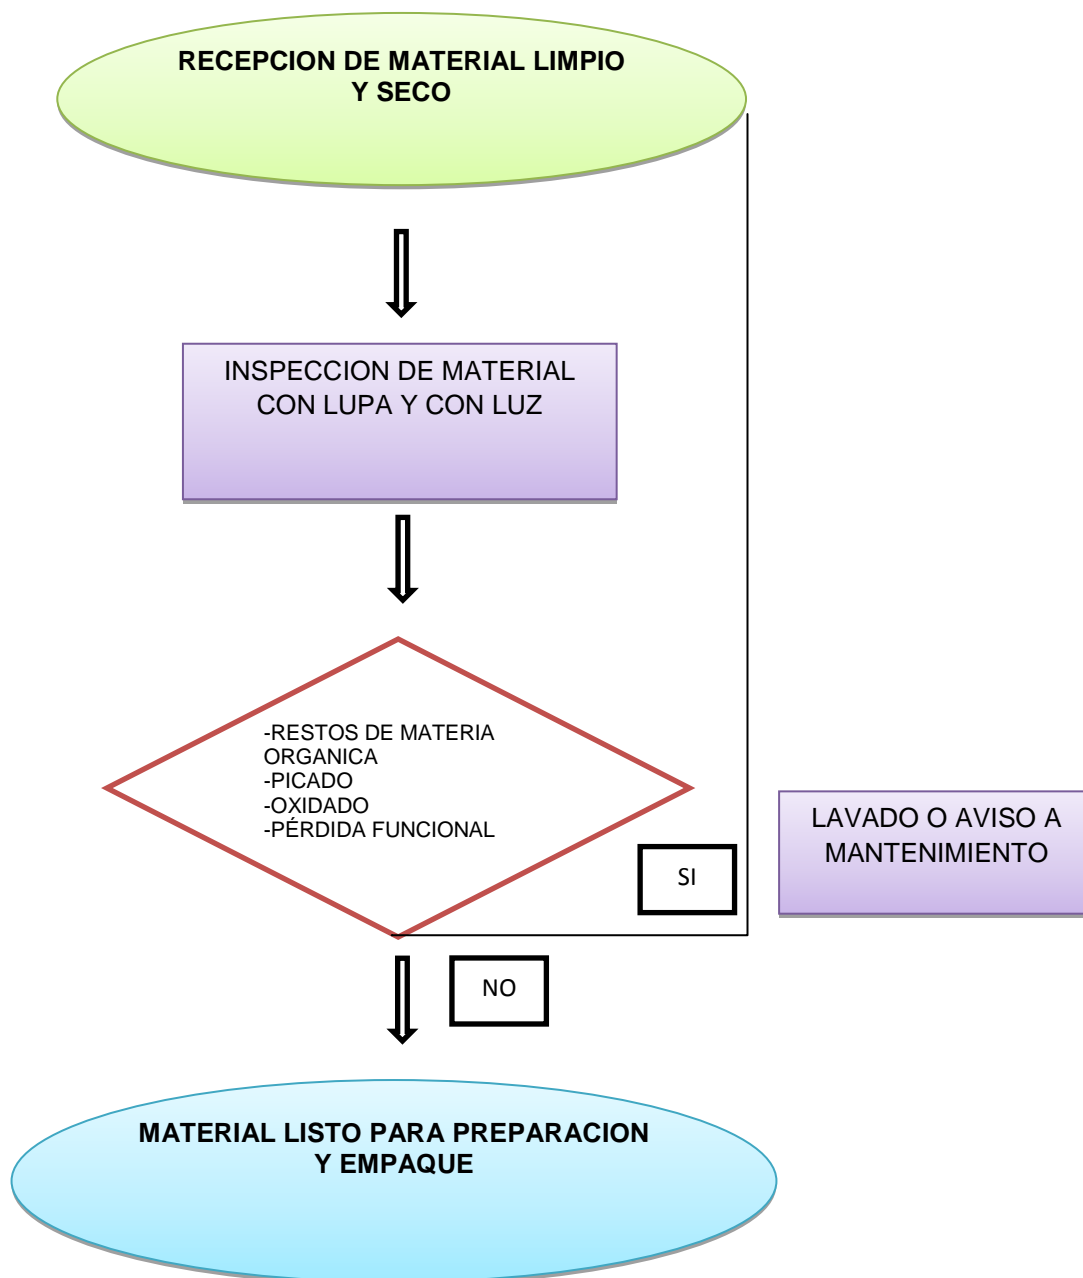 RECEPCION DE MATERIAL LIMPIO
Y SECO
INSPECCION DE MATERIAL
CON LUPA Y CON LUZ
-RESTOS DE MATERIA
ORGANICA
-PICADO
-OXIDADO
-PÉRDIDA FUNCIONAL
SI
LAVADO O AVISO A
MANTENIMIENTO
NO
MATERIAL LISTO PARA PREPARACION
Y EMPAQUE